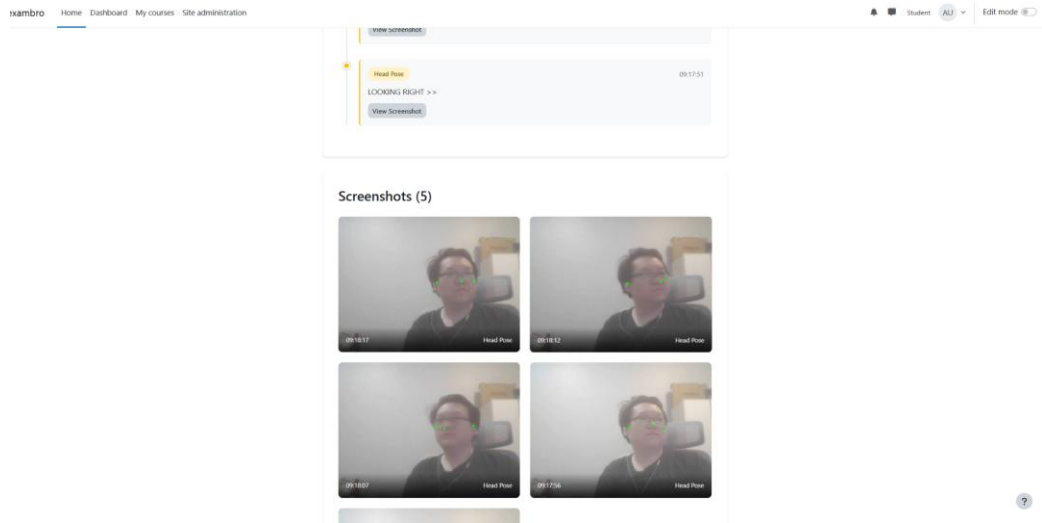 exambro Home Dashboard My courses Site administration Student AU Edit mode
View Screenshot
Head Pose 09:17:51
LOOKING RIGHT >>
View Screenshot
Screenshots (5)
09:18:17 Head Pose 09:18:12 Head Pose
09:18:07 Head Pose 09:17:56 Head Pose
?